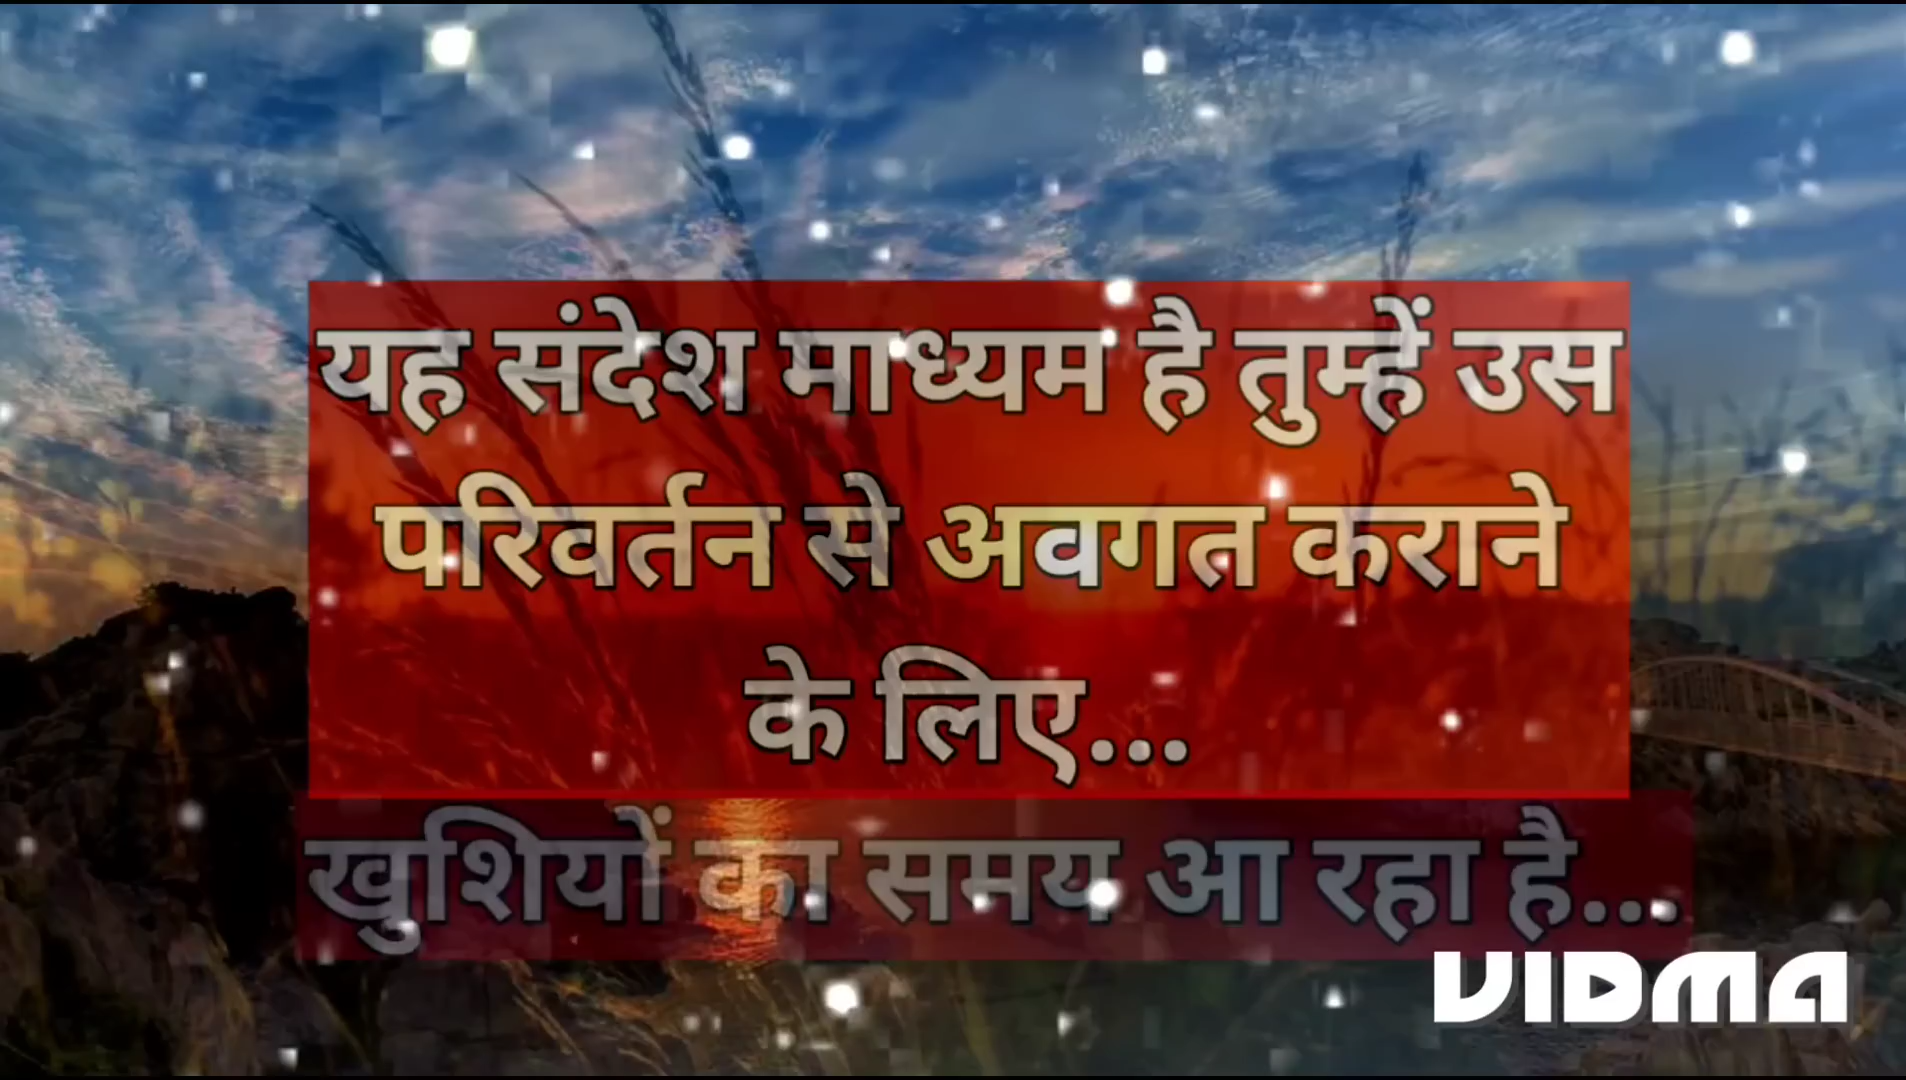 यह संदेश माध्यम है तुम्हें उस
परिवर्तन से अवगत कराने
के लिए...
खुशियों का समय आ रहा है...
VIDMA